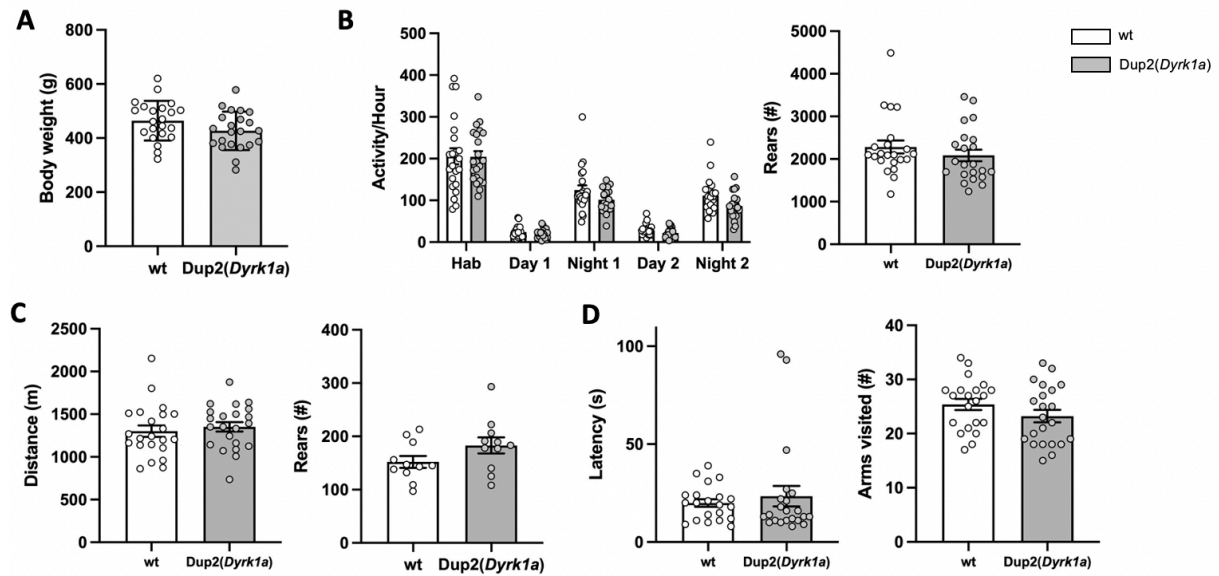 A
Body weight (g)
800
600
400
200
0
wt Dup2(Dyrk1a)
B
Activity/Hour
500
400
300
200
100
0
Hab Day 1 Night 1 Day 2 Night 2
Rears (#)
5000
4000
3000
2000
1000
0
wt Dup2(Dyrk1a)
wt
Dup2(Dyrk1a)
C
Distance (m)
2500
2000
1500
1000
500
0
wt Dup2(Dyrk1a)
Rears (#)
400
300
200
100
0
wt Dup2(Dyrk1a)
D
Latency (s)
100
50
0
wt Dup2(Dyrk1a)
Arms visited (#)
40
30
20
10
0
wt Dup2(Dyrk1a)